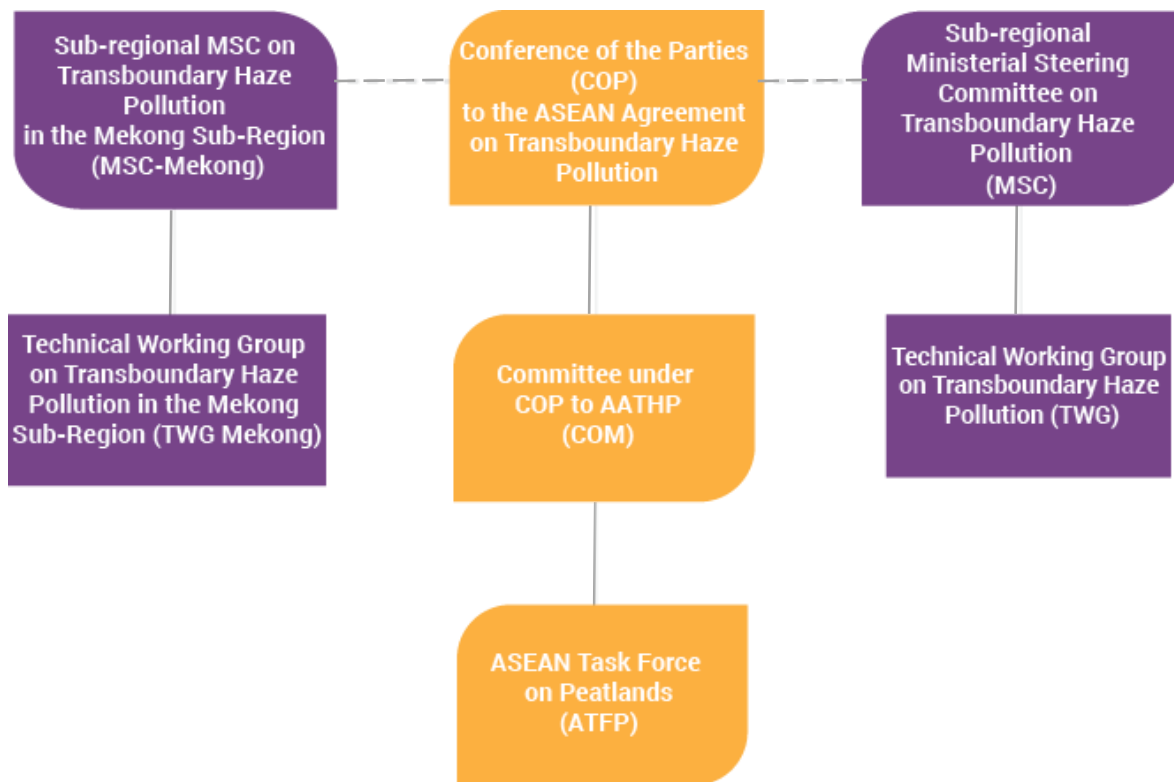 Sub-regional MSC on
Transboundary Haze
Pollution
in the Mekong Sub-Region
(MSC-Mekong)
Conference of the Parties
(COP)
to the ASEAN Agreement
on Transboundary Haze
Pollution
Sub-regional
Ministerial Steering
Committee on
Transboundary Haze
Pollution
(MSC)
Technical Working Group
on Transboundary Haze
Pollution in the Mekong
Sub-Region (TWG Mekong)
Committee under
COP to AATHP
(COM)
Technical Working Group
on Transboundary Haze
Pollution (TWG)
ASEAN Task Force
on Peatlands
(ATFP)